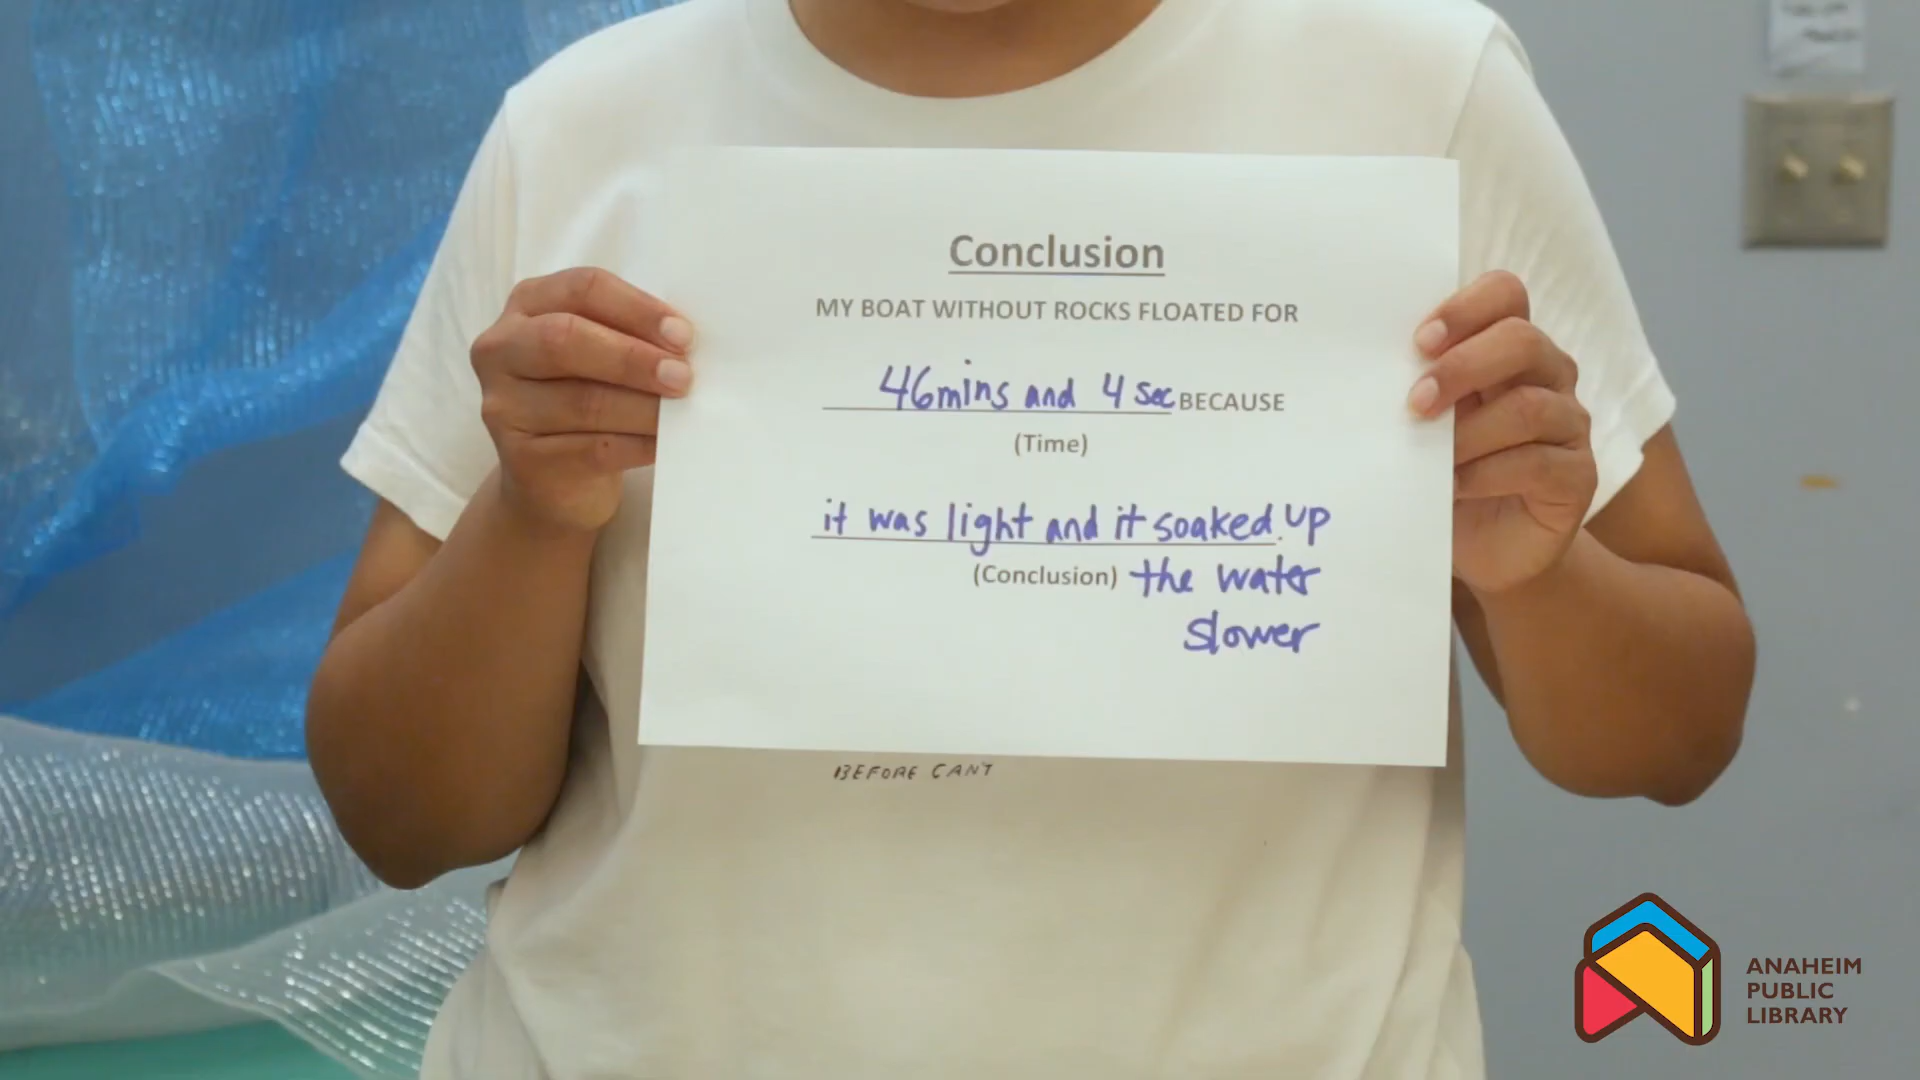 Conclusion
MY BOAT WITHOUT ROCKS FLOATED FOR
46mins and 4 sec BECAUSE
(Time)
it was light and it soaked up
(Conclusion) the water
slower
BEFORE CAN'T
ANAHEIM
PUBLIC
LIBRARY